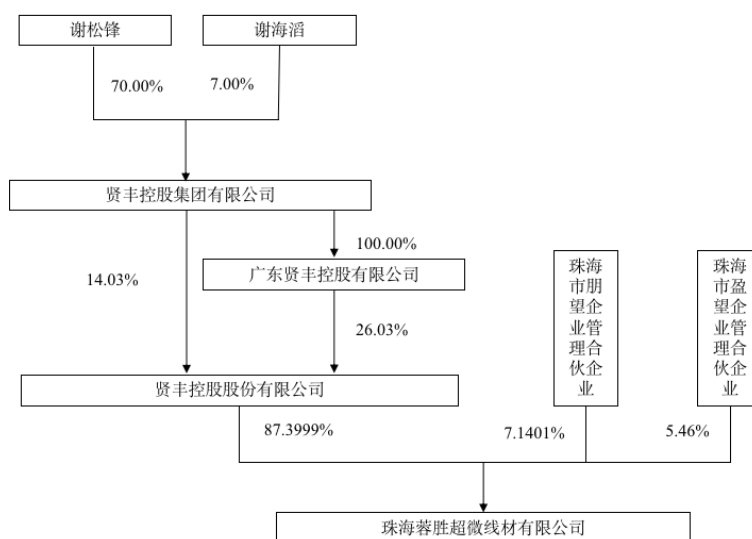 谢松锋
谢海滔
70.00%
7.00%
贤丰控股集团有限公司
100.00%
14.03%
广东贤丰控股有限公司
26.03%
珠海
市朋
望企
业管
理合
伙企
业
珠海
市盈
望企
业管
理合
伙企
业
贤丰控股股份有限公司
87.3999%
7.1401%
5.46%
珠海蓉胜超微线材有限公司